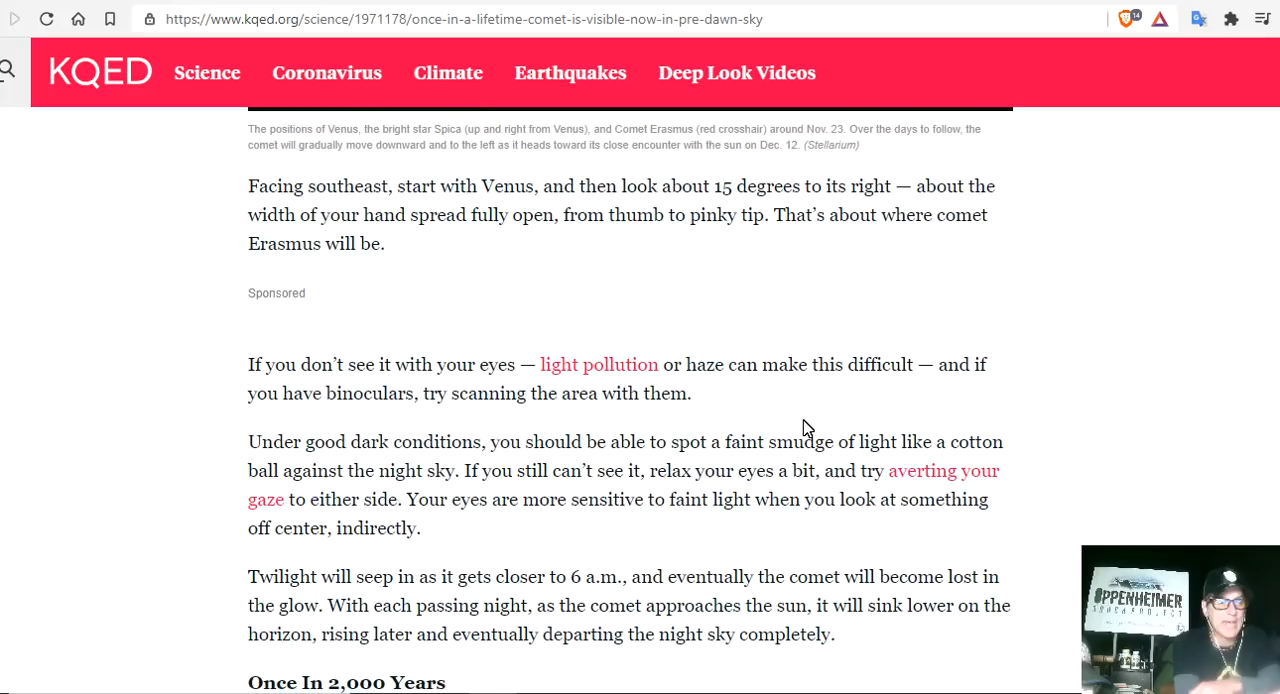 https://www.kqed.org/science/1971178/once-in-a-lifetime-comet-is-visible-now-in-pre-dawn-sky
14
KQED Science Coronavirus Climate Earthquakes Deep Look Videos
The positions of Venus, the bright star Spica (up and right from Venus), and Comet Erasmus (red crosshair) around Nov. 23. Over the days to follow, the
comet will gradually move downward and to the left as it heads toward its close encounter with the sun on Dec. 12. (Stellarium)
Facing southeast, start with Venus, and then look about 15 degrees to its right — about the
width of your hand spread fully open, from thumb to pinky tip. That’s about where comet
Erasmus will be.
Sponsored
If you don’t see it with your eyes — light pollution or haze can make this difficult — and if
you have binoculars, try scanning the area with them.
Under good dark conditions, you should be able to spot a faint smudge of light like a cotton
ball against the night sky. If you still can’t see it, relax your eyes a bit, and try averting your
gaze to either side. Your eyes are more sensitive to faint light when you look at something
off center, indirectly.
Twilight will seep in as it gets closer to 6 a.m., and eventually the comet will become lost in
the glow. With each passing night, as the comet approaches the sun, it will sink lower on the
horizon, rising later and eventually departing the night sky completely.
Once In 2,000 Years
OPPENHEIMER